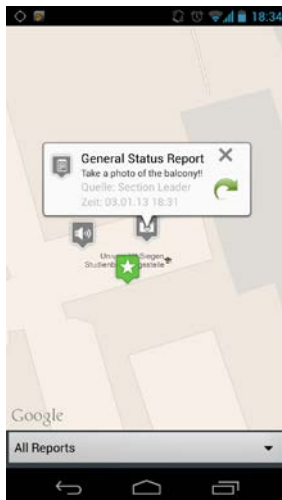 18:34
General Status Report
Take a photo of the balcony!!
Quelle: Section Leader
Zeit: 03.01.13 18:31
Siegen
Google
All Reports